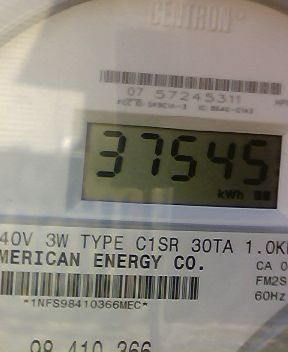 CENTRON®
07 57245311
37545
kWh
40V 3W TYPE C1SR 30TA 1.0K
MERICAN ENERGY CO.
CA 0
FM2S
60Hz
*1NFS98410366MEC*
98 410 366